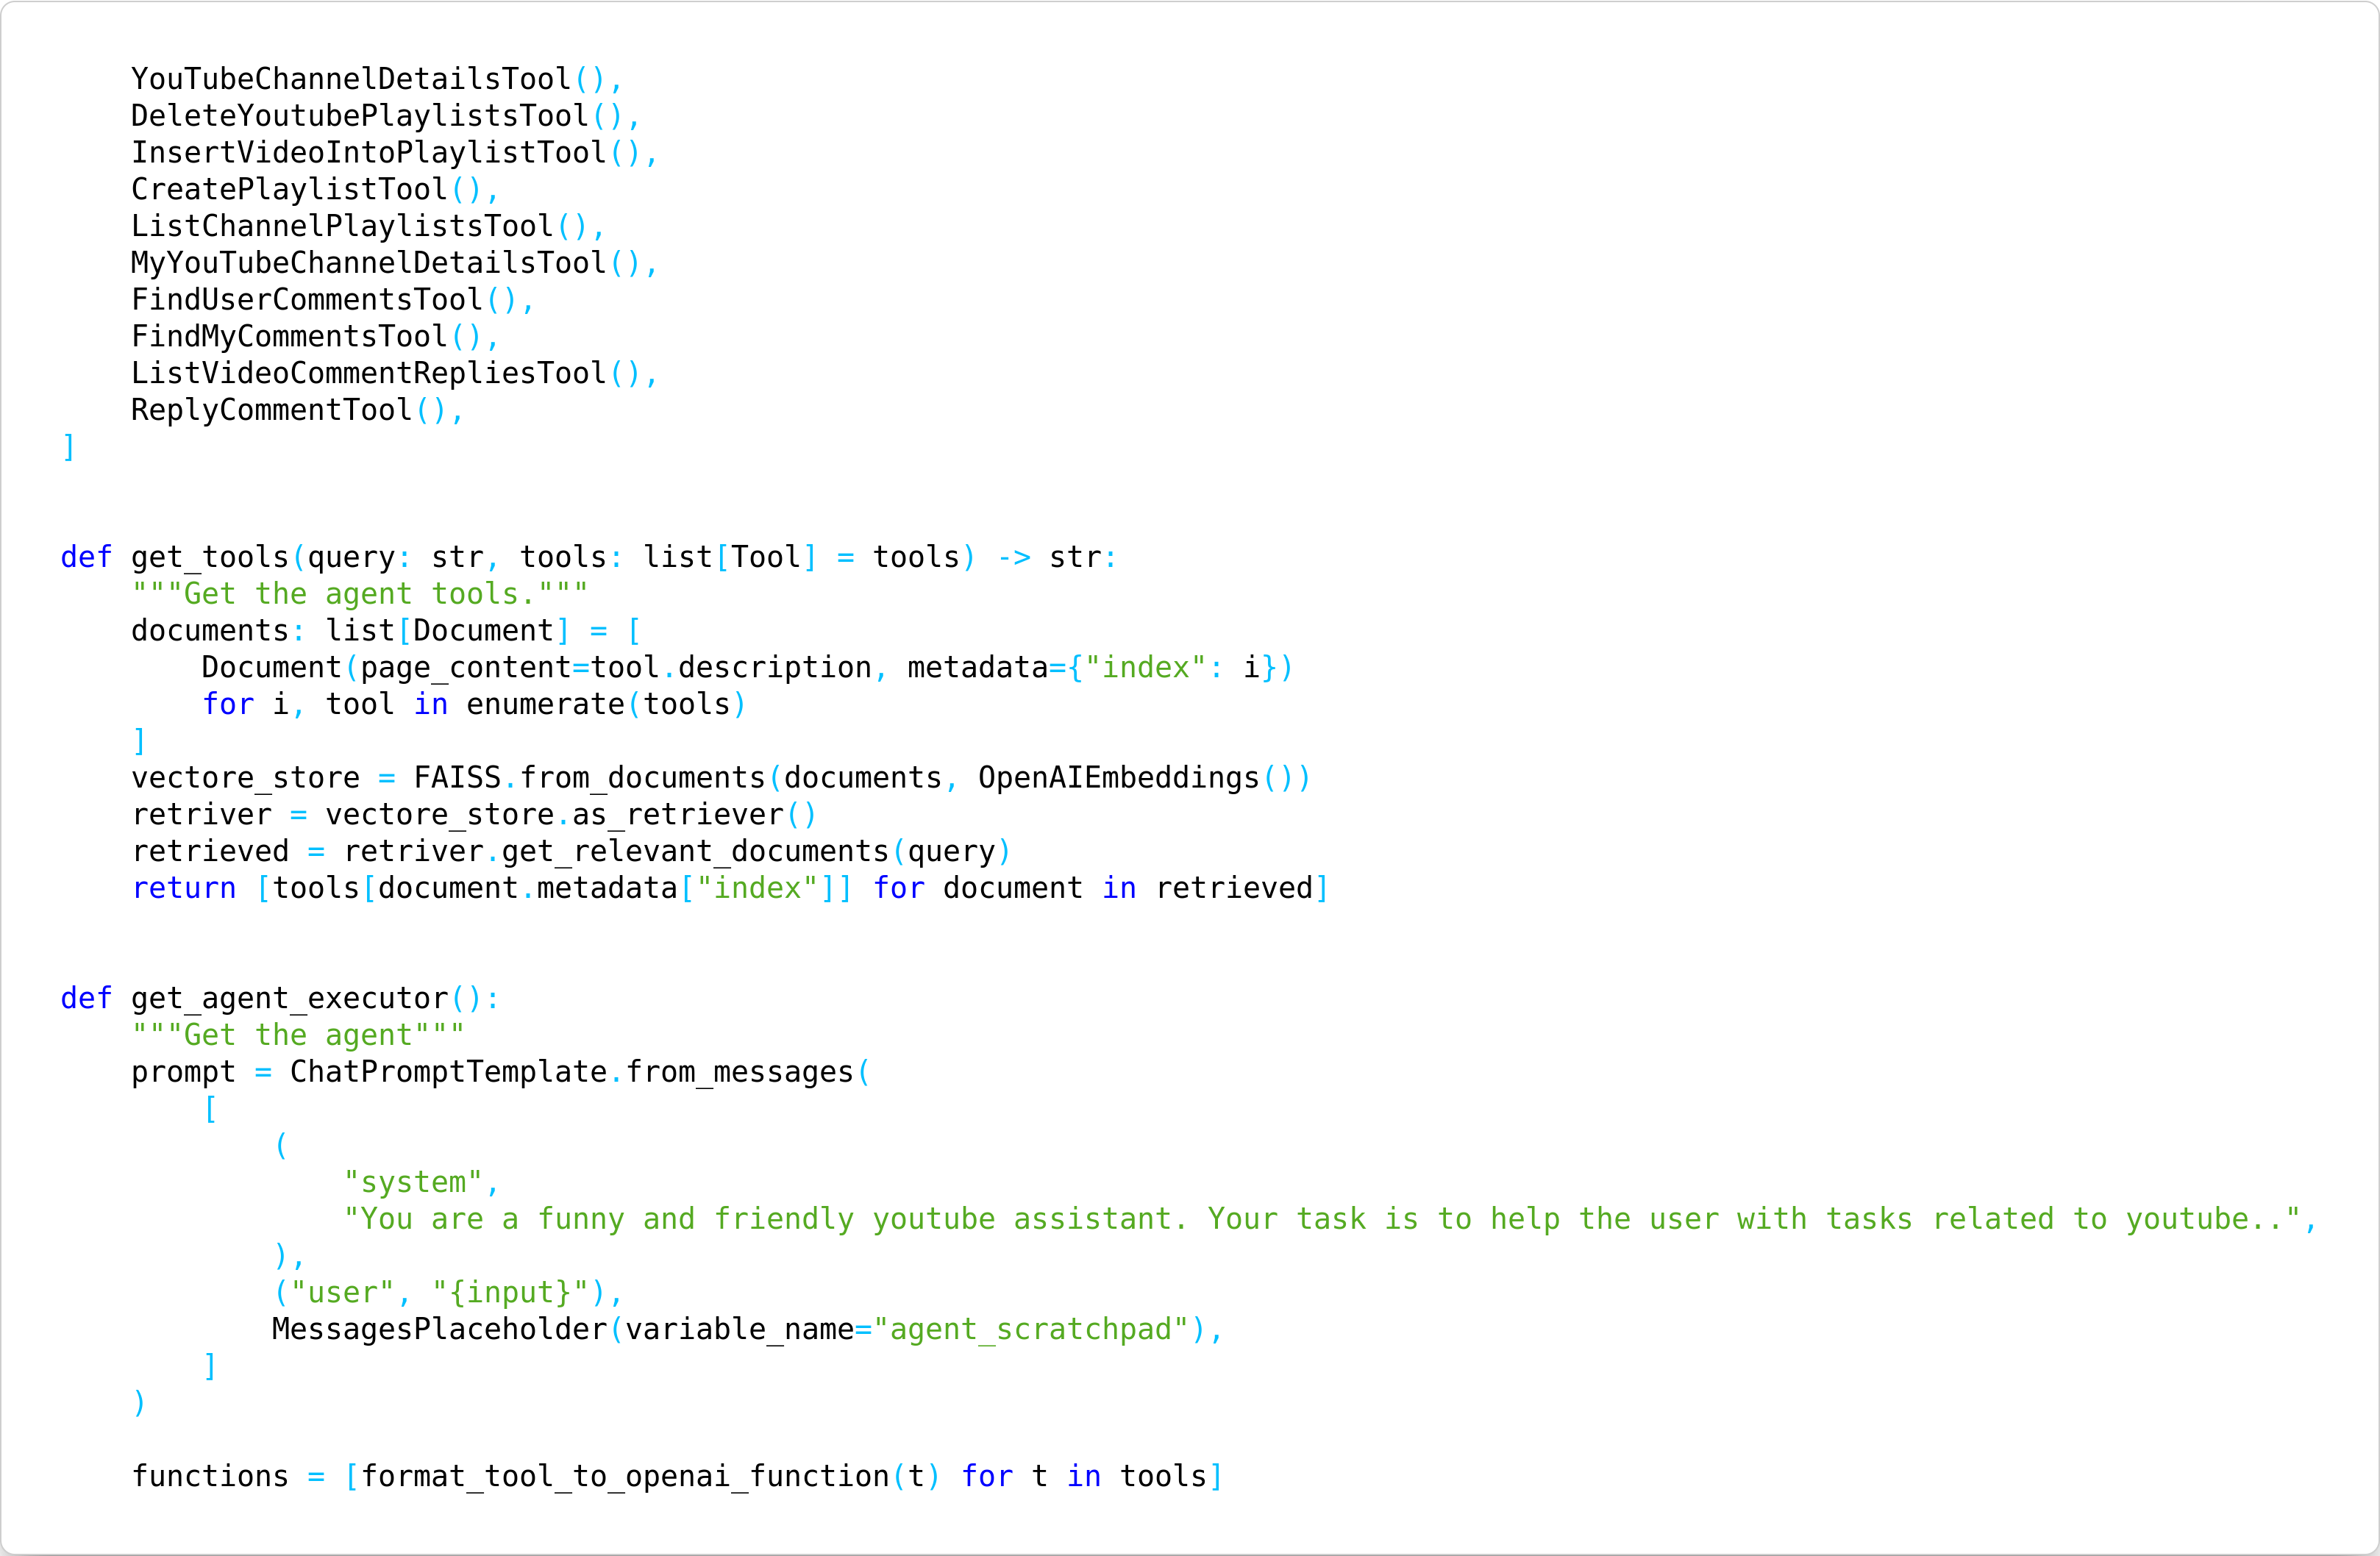 YouTubeChannelDetailsTool(),
    DeleteYoutubePlaylistsTool(),
    InsertVideoIntoPlaylistTool(),
    CreatePlaylistTool(),
    ListChannelPlaylistsTool(),
    MyYouTubeChannelDetailsTool(),
    FindUserCommentsTool(),
    FindMyCommentsTool(),
    ListVideoCommentRepliesTool(),
    ReplyCommentTool(),
]


def get_tools(query: str, tools: list[Tool] = tools) -> str:
    """Get the agent tools."""
    documents: list[Document] = [
        Document(page_content=tool.description, metadata={"index": i})
        for i, tool in enumerate(tools)
    ]
    vectore_store = FAISS.from_documents(documents, OpenAIEmbeddings())
    retriver = vectore_store.as_retriever()
    retrieved = retriver.get_relevant_documents(query)
    return [tools[document.metadata["index"]] for document in retrieved]


def get_agent_executor():
    """Get the agent"""
    prompt = ChatPromptTemplate.from_messages(
        [
            (
                "system",
                "You are a funny and friendly youtube assistant. Your task is to help the user with tasks related to youtube..",
            ),
            ("user", "{input}"),
            MessagesPlaceholder(variable_name="agent_scratchpad"),
        ]
    )

    functions = [format_tool_to_openai_function(t) for t in tools]